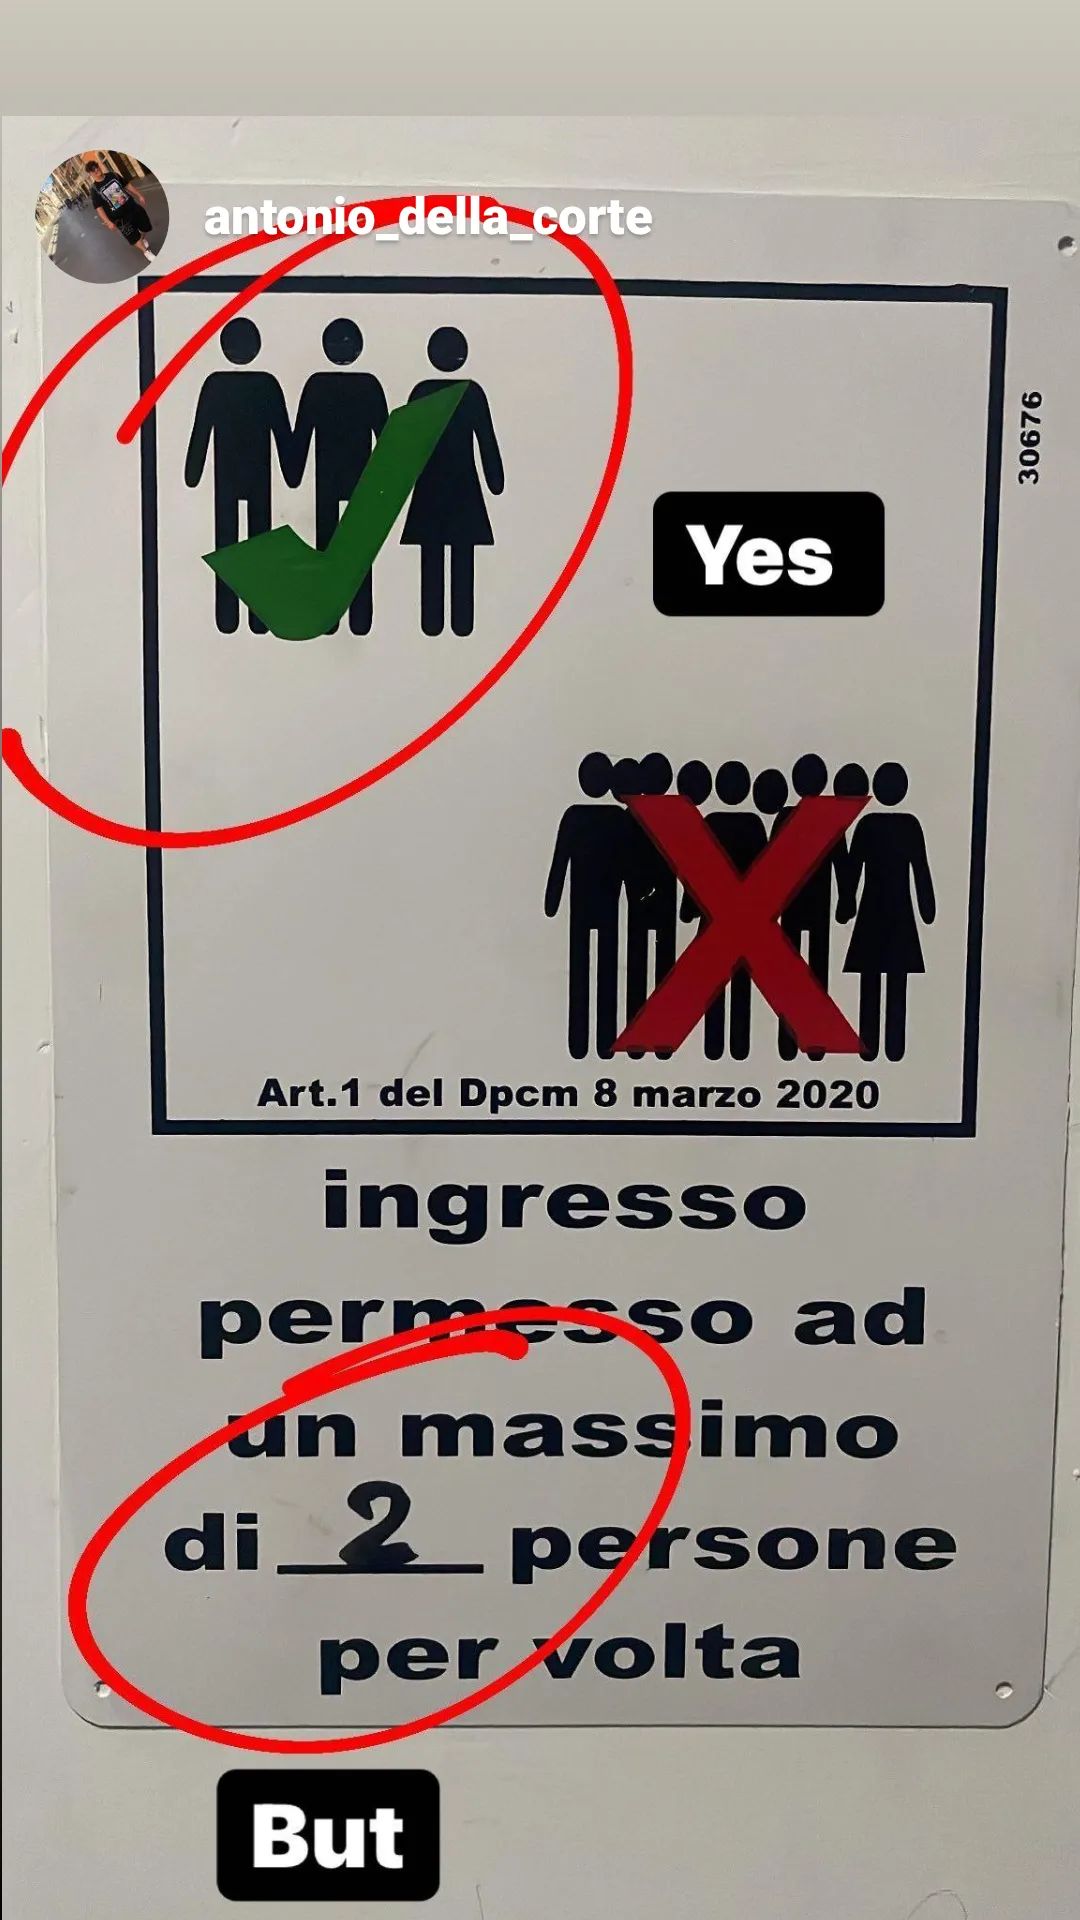 antonio_della_corte
30676
Yes
Art.1 del Dpcm 8 marzo 2020
ingresso
permesso ad
un massimo
di 2 persone
per volta
But